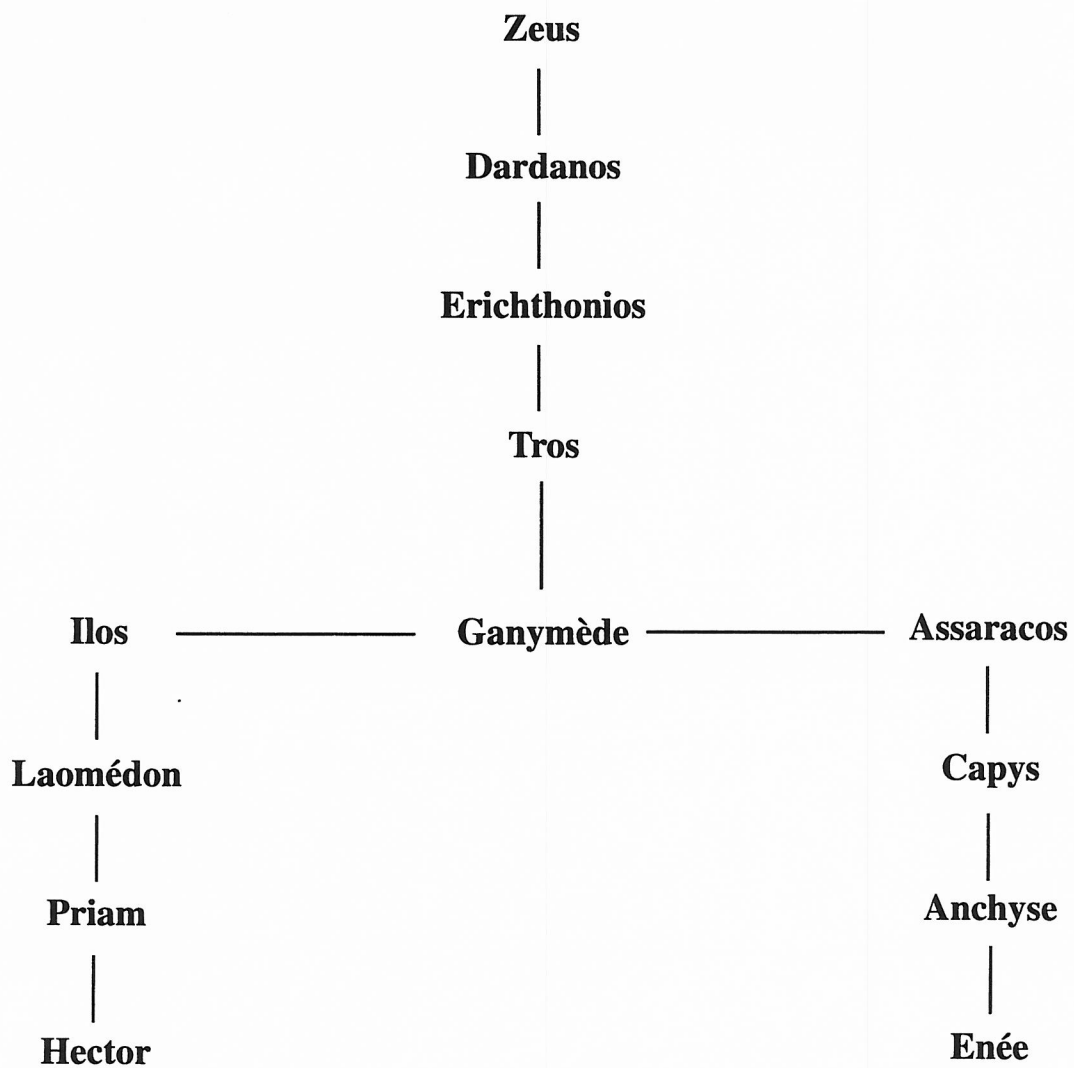 Zeus
Dardanos
Erichthonios
Tros
Ilos Ganymède Assaracos
Laomédon Capys
Priam Anchyse
Hector Enée